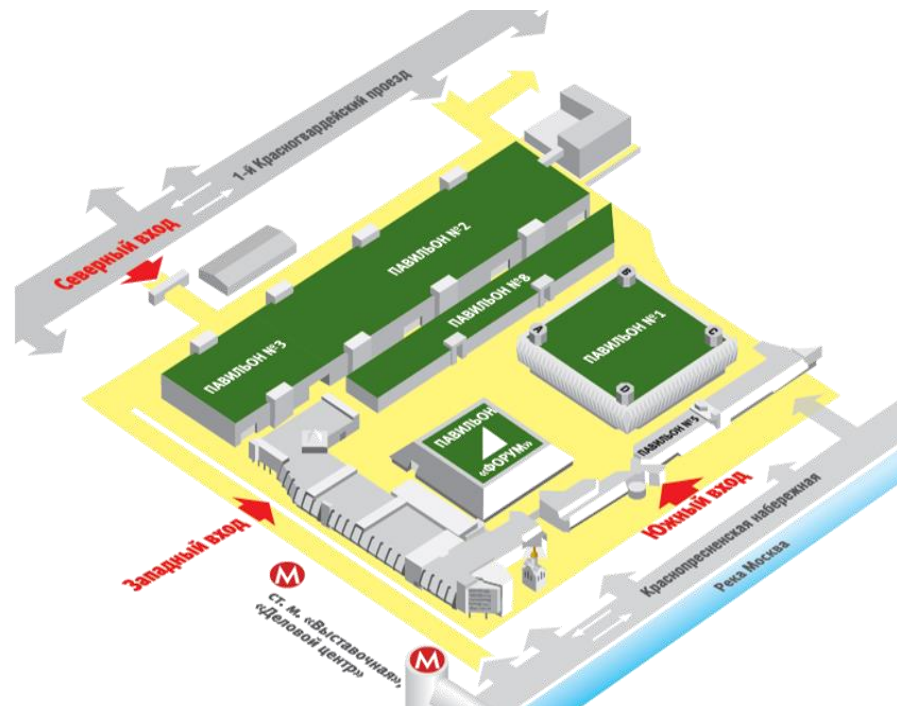 1-й Красногвардейский проезд
Северный вход
ПАВИЛЬОН №2
ПАВИЛЬОН №8
ПАВИЛЬОН №3
Б
А
С
D
ПАВИЛЬОН №1
ПАВИЛЬОН
«ФОРУМ»
ПАВИЛЬОН №5
Южный вход
Западный вход
Краснопресненская набережная
Река Москва
М
ст. м. «Выставочная»,
«Деловой центр»
М